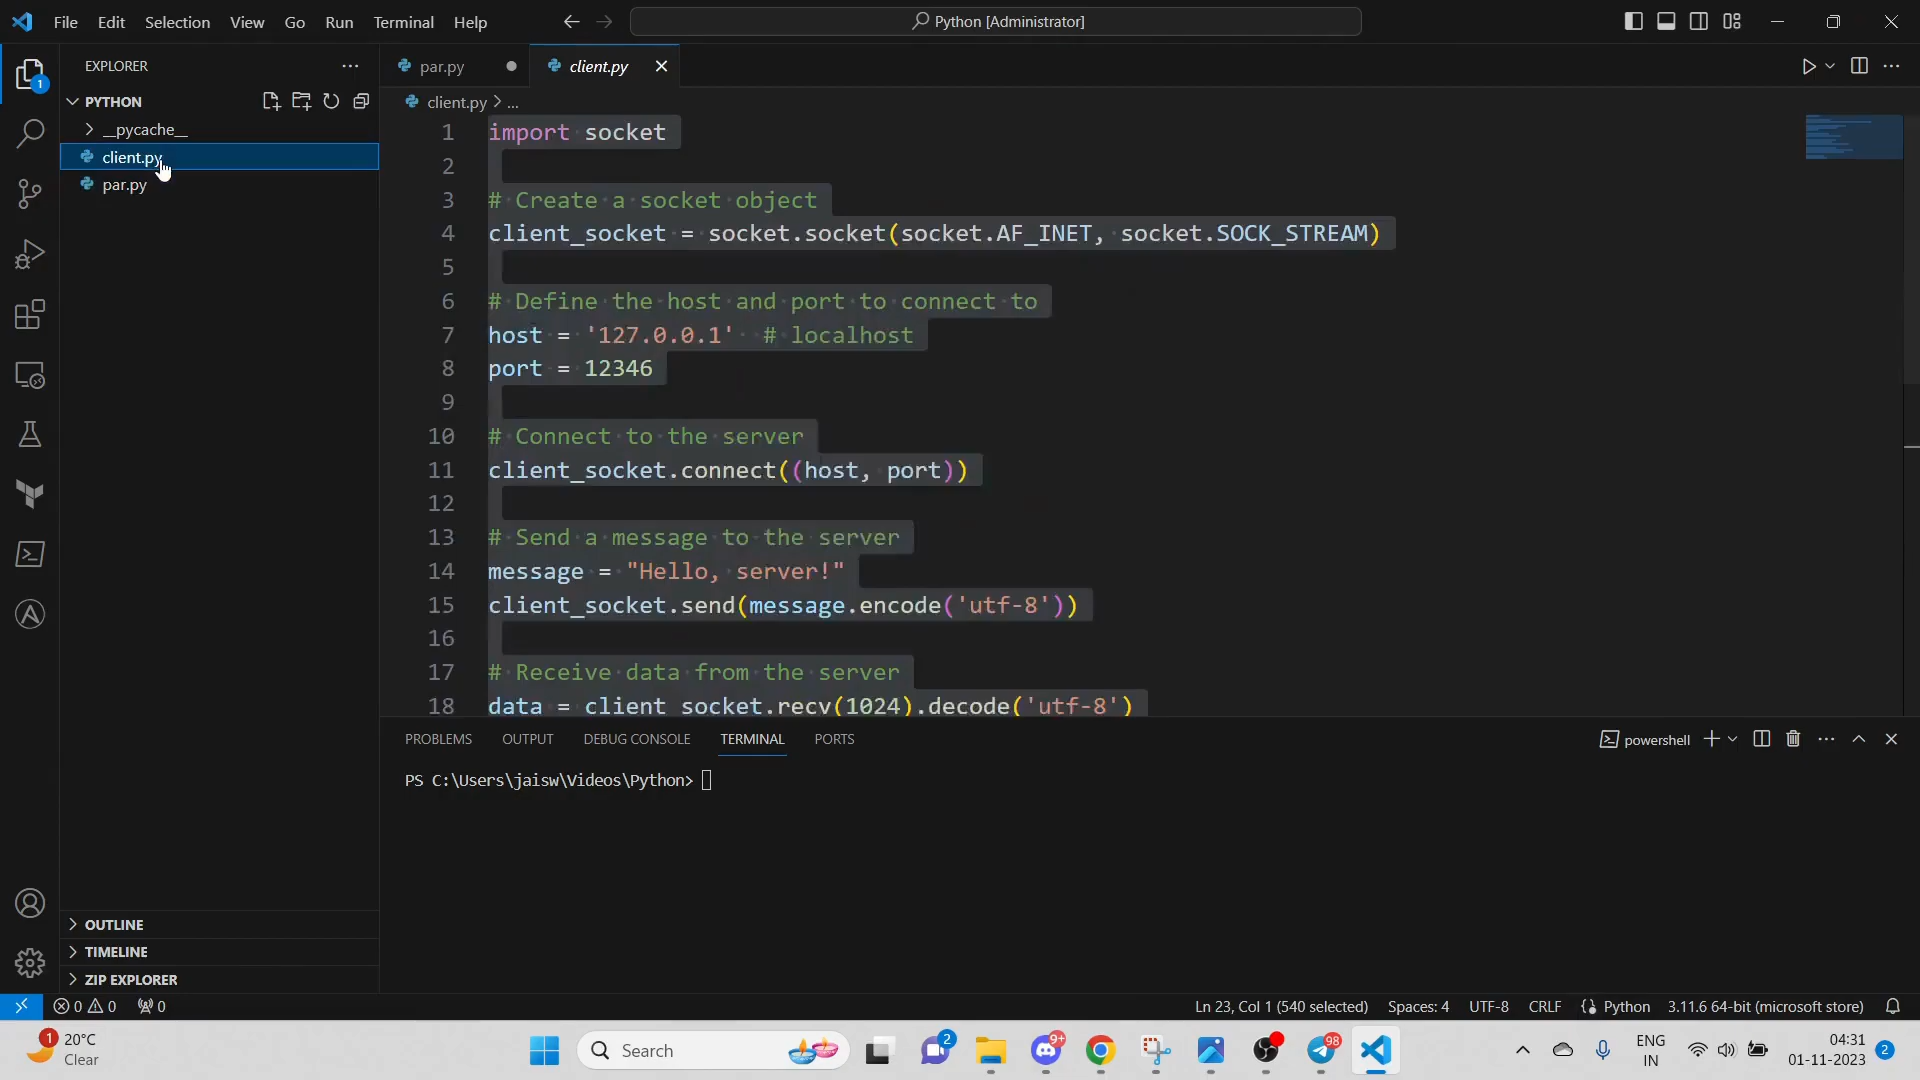 File Edit Selection View Go Run Terminal Help
Python [Administrator]
EXPLORER
par.py
client.py
PYTHON
client.py > ...
1
__pycache__
client.py
par.py
1 import socket
2
3 # Create a socket object
4 client_socket = socket.socket(socket.AF_INET, socket.SOCK_STREAM)
5
6 # Define the host and port to connect to
7 host = '127.0.0.1'  # localhost
8 port = 12346
9
10 # Connect to the server
11 client_socket.connect((host, port))
12
13 # Send a message to the server
14 message = "Hello, server!"
15 client_socket.send(message.encode('utf-8'))
16
17 # Receive data from the server
18 data = client_socket.recv(1024).decode('utf-8')
PROBLEMS OUTPUT DEBUG CONSOLE TERMINAL PORTS
powershell
PS C:\Users\jaisw\Videos\Python>
OUTLINE
TIMELINE
ZIP EXPLORER
0 0 0
Ln 23, Col 1 (540 selected) Spaces: 4 UTF-8 CRLF {} Python 3.11.6 64-bit (microsoft store)
1 20°C
Clear
Search
2
9+
98
ENG
IN
04:31
01-11-2023
2